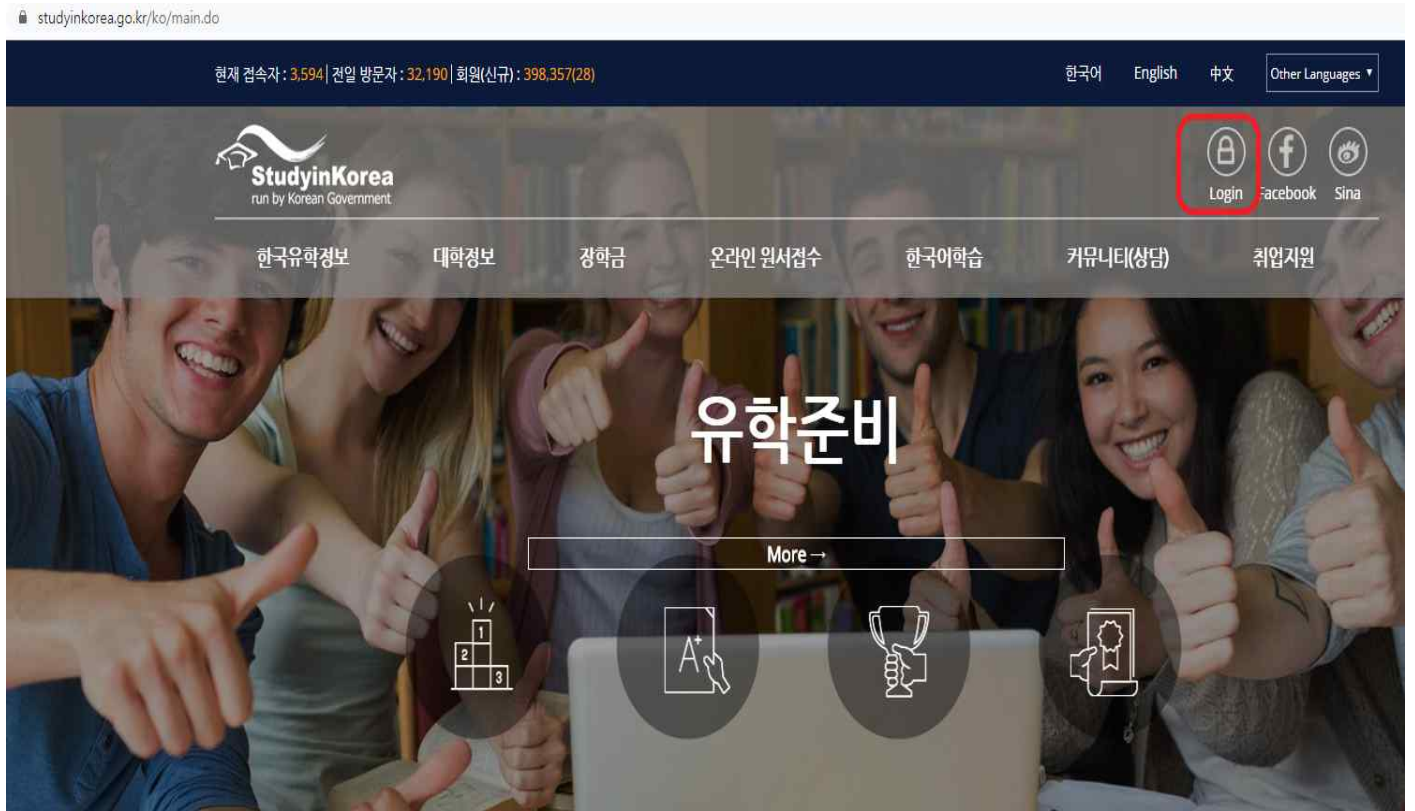 studyinkorea.go.kr/ko/main.do
현재 접속자 : 3,594 | 전일 방문자 : 32,190 | 회원(신규) : 398,357(28)
한국어 English 中文 Other Languages ▼
StudyinKorea
run by Korean Government
Login Facebook Sina
한국유학정보 대학정보 장학금 온라인 원서접수 한국어학습 커뮤니티(상담) 취업지원
유학준비
More →
1
2
3
A+